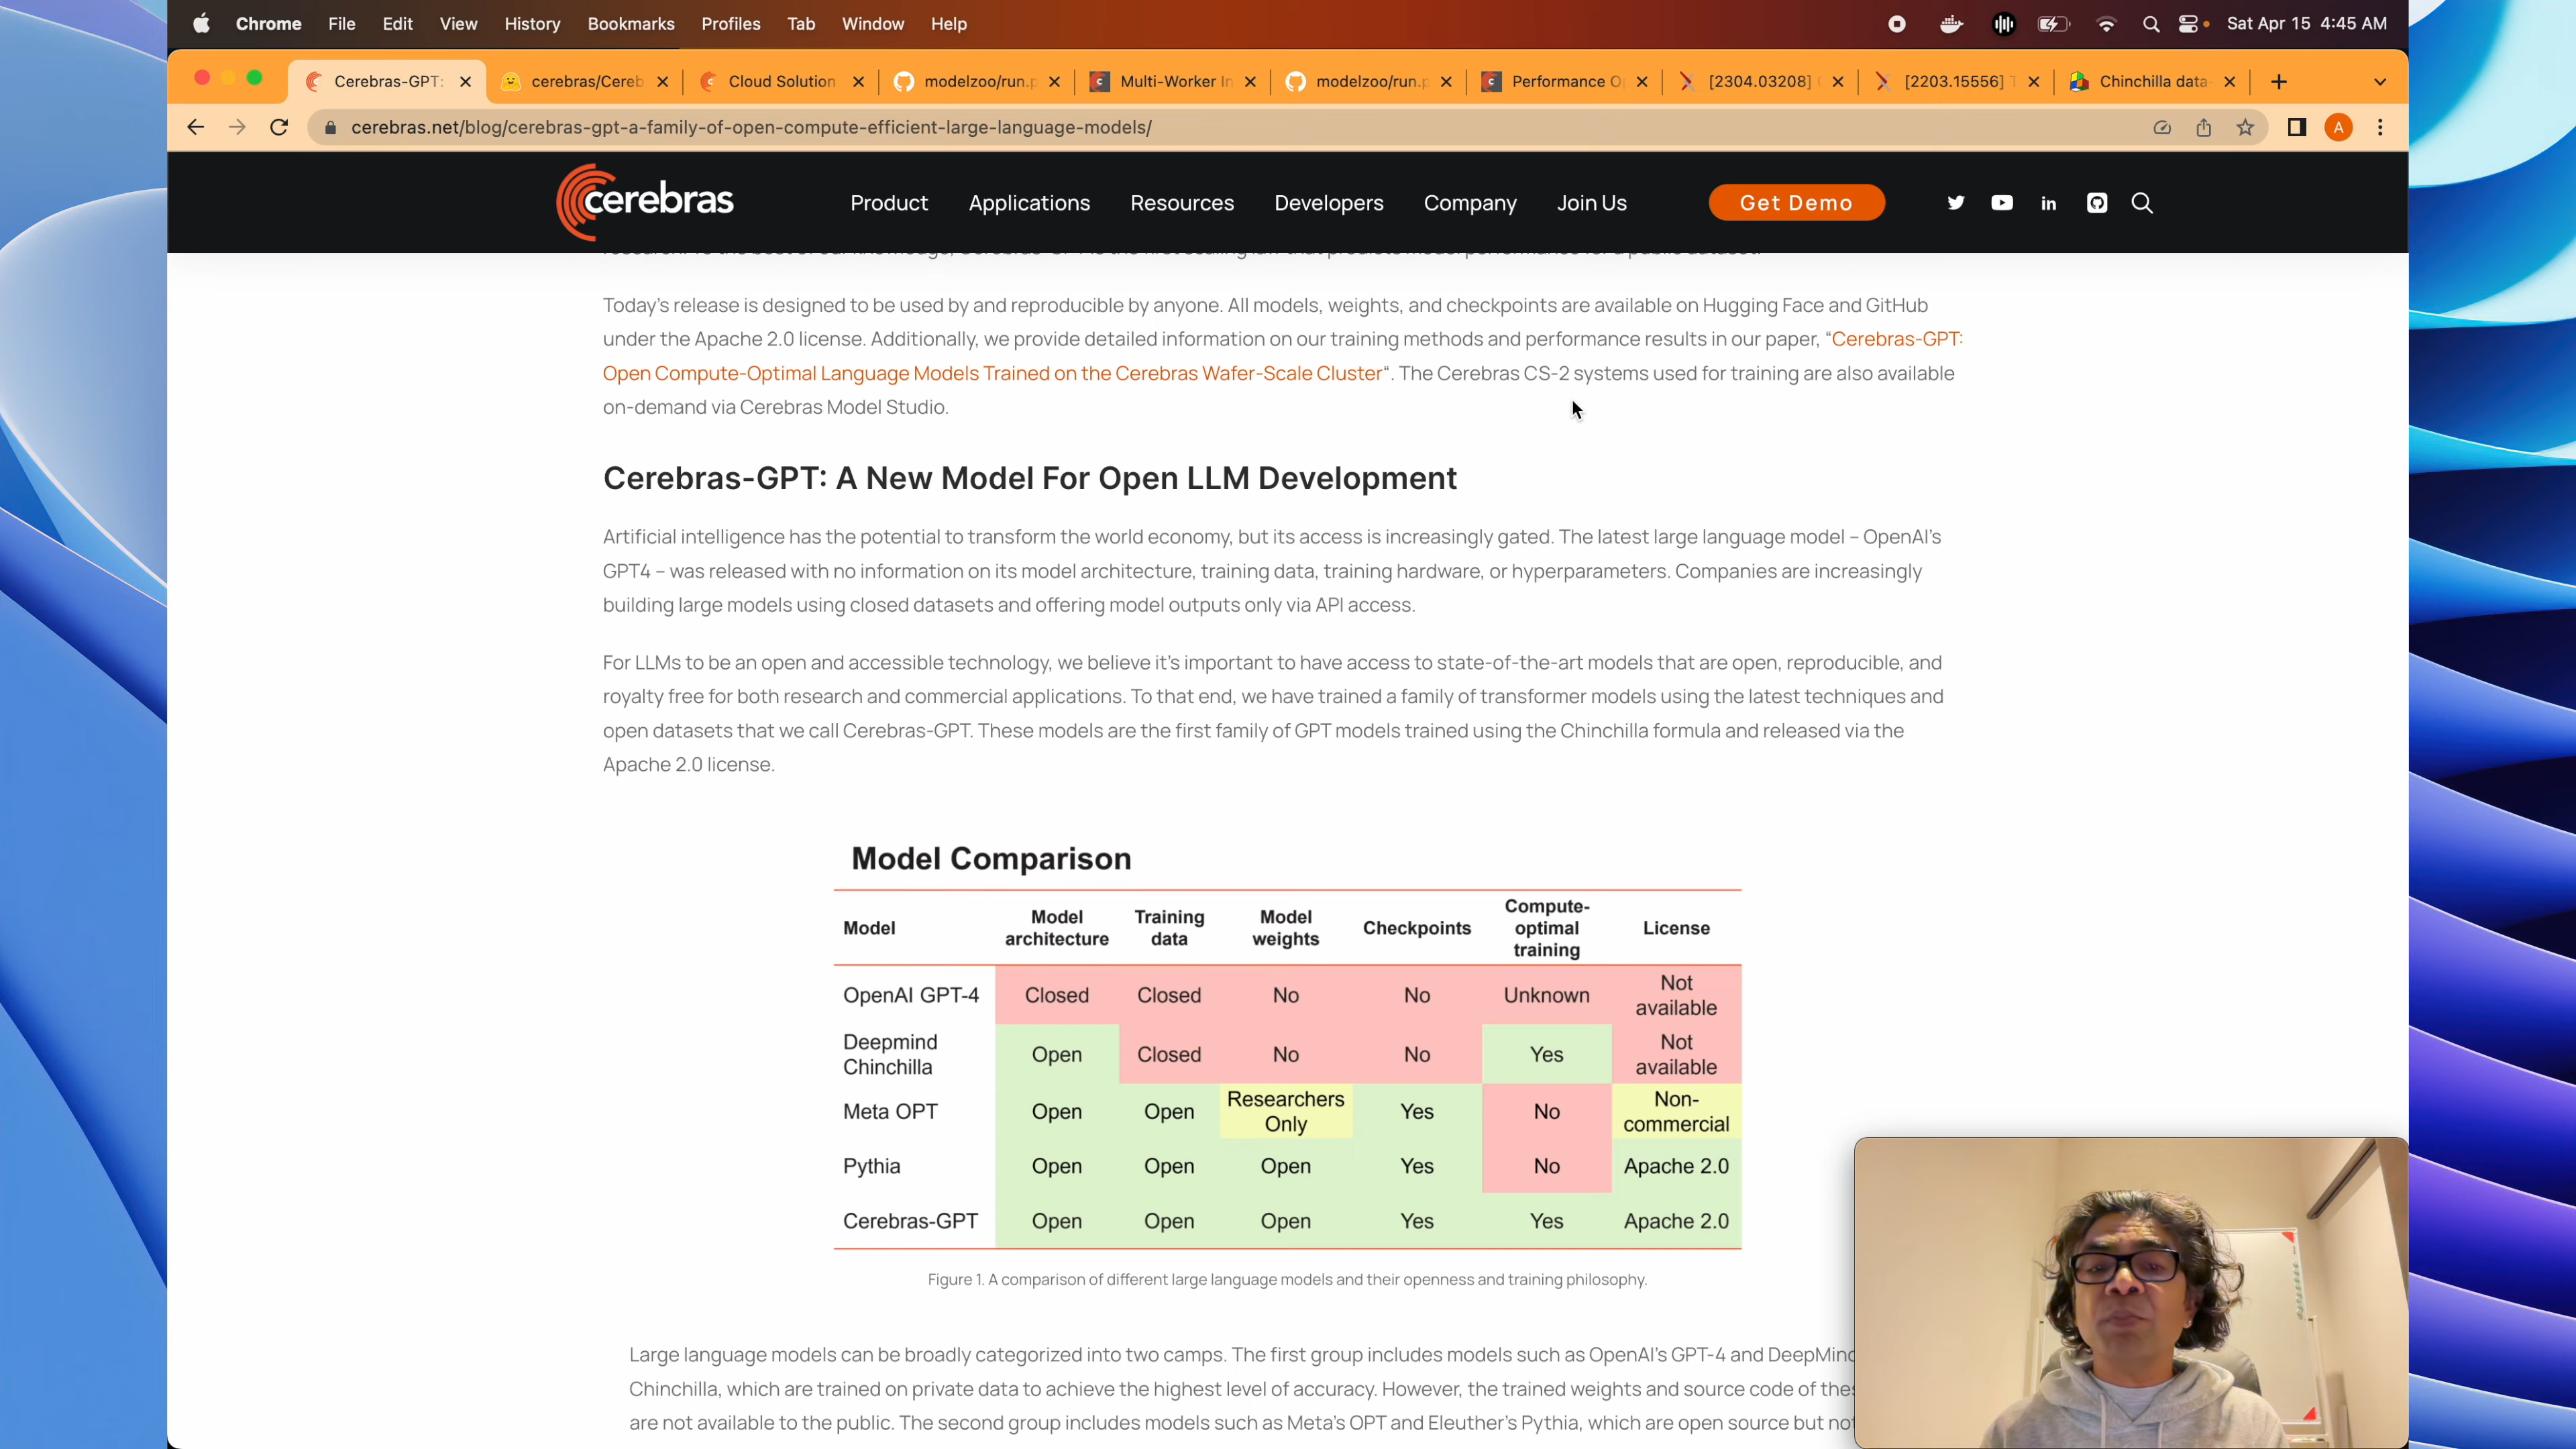 Chrome File Edit View History Bookmarks Profiles Tab Window Help Sat Apr 15 4:45 AM
Cerebras-GPT: cerebras/Cereb Cloud Solution modelzoo/run.p Multi-Worker In modelzoo/run.p Performance O [2304.03208] [2203.15556] T Chinchilla data-
cerebras.net/blog/cerebras-gpt-a-family-of-open-compute-efficient-large-language-models/ A
cerebras Product Applications Resources Developers Company Join Us Get Demo
Today's release is designed to be used by and reproducible by anyone. All models, weights, and checkpoints are available on Hugging Face and GitHub
under the Apache 2.0 license. Additionally, we provide detailed information on our training methods and performance results in our paper, “Cerebras-GPT:
Open Compute-Optimal Language Models Trained on the Cerebras Wafer-Scale Cluster“. The Cerebras CS-2 systems used for training are also available
on-demand via Cerebras Model Studio.
Cerebras-GPT: A New Model For Open LLM Development
Artificial intelligence has the potential to transform the world economy, but its access is increasingly gated. The latest large language model – OpenAI's
GPT4 – was released with no information on its model architecture, training data, training hardware, or hyperparameters. Companies are increasingly
building large models using closed datasets and offering model outputs only via API access.
For LLMs to be an open and accessible technology, we believe it's important to have access to state-of-the-art models that are open, reproducible, and
royalty free for both research and commercial applications. To that end, we have trained a family of transformer models using the latest techniques and
open datasets that we call Cerebras-GPT. These models are the first family of GPT models trained using the Chinchilla formula and released via the
Apache 2.0 license.
Model Comparison
Model Model architecture Training data Model weights Checkpoints Compute-optimal training License
OpenAI GPT-4 Closed Closed No No Unknown Not available
Deepmind Chinchilla Open Closed No No Yes Not available
Meta OPT Open Open Researchers Only Yes No Non-commercial
Pythia Open Open Open Yes No Apache 2.0
Cerebras-GPT Open Open Open Yes Yes Apache 2.0
Figure 1. A comparison of different large language models and their openness and training philosophy.
Large language models can be broadly categorized into two camps. The first group includes models such as OpenAI's GPT-4 and DeepMind
Chinchilla, which are trained on private data to achieve the highest level of accuracy. However, the trained weights and source code of thes
are not available to the public. The second group includes models such as Meta's OPT and Eleuther's Pythia, which are open source but not